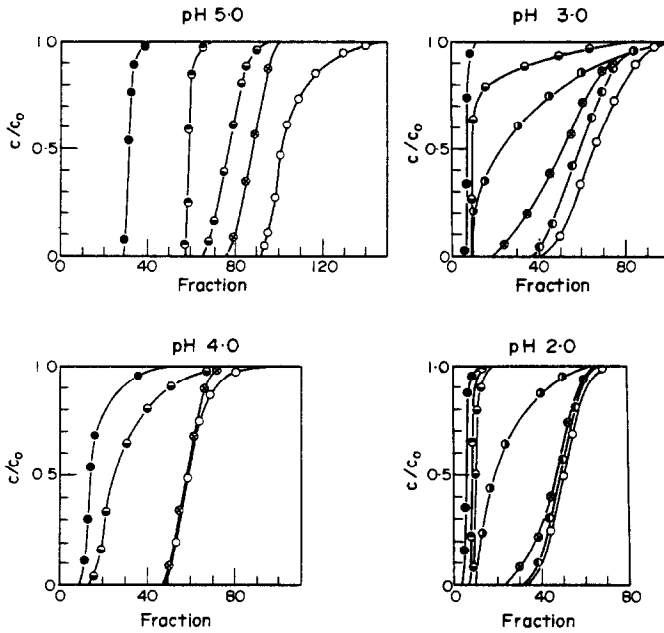 pH 5·0
c/c₀
1·0
0·5
0
0 40 80 120
Fraction
pH 3·0
c/c₀
1·0
0·5
0
0 40 80
Fraction
pH 4·0
c/c₀
1·0
0·5
0
0 40 80
Fraction
pH 2·0
c/c₀
1·0
0·5
0
0 40 80
Fraction